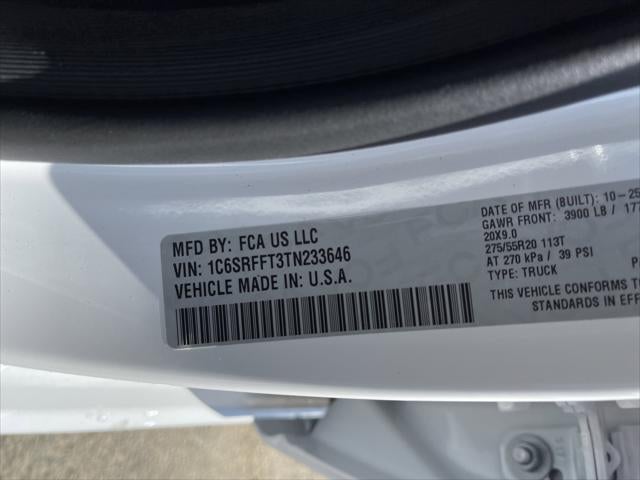 MFD BY: FCA US LLC
VIN: 1C6SRFFT3TN233646
VEHICLE MADE IN: U.S.A.
DATE OF MFR (BUILT): 10-25
GAWR FRONT: 3900 LB / 177
20X9.0
275/55R20 113T
AT 270 kPa / 39 PSI
TYPE: TRUCK
THIS VEHICLE CONFORMS TO
STANDARDS IN EFF